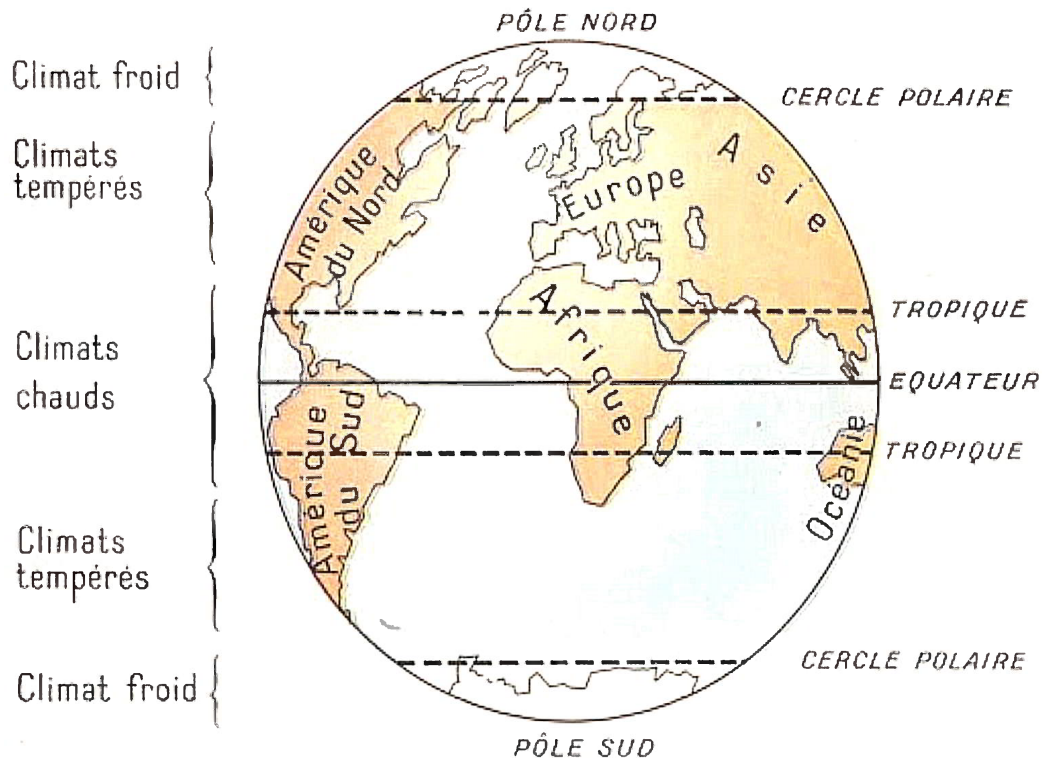 PÔLE NORD
Climat froid
CERCLE POLAIRE
Climats
tempérés
Amérique
du Nord
Europe
Asie
Afrique
TROPIQUE
Climats
chauds
EQUATEUR
Amérique
du Sud
TROPIQUE
Océanie
Climats
tempérés
CERCLE POLAIRE
Climat froid
PÔLE SUD